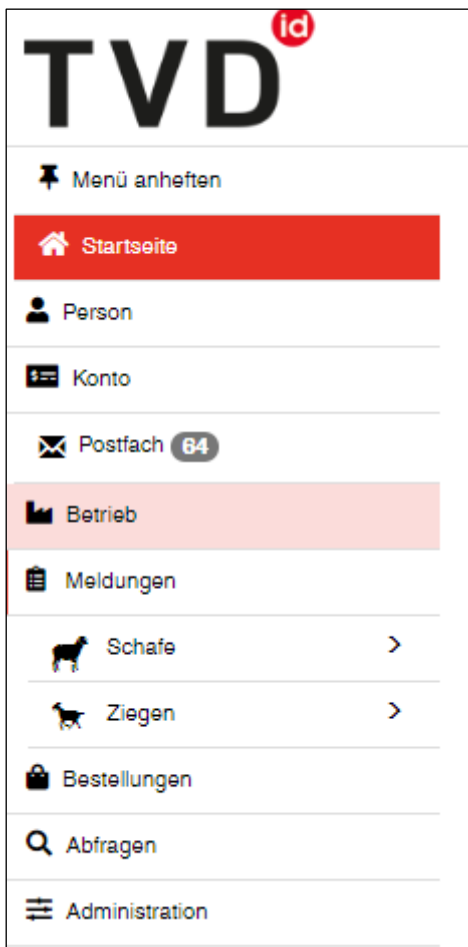 TVD id
Menü anheften
Startseite
Person
Konto
Postfach 64
Betrieb
Meldungen
Schafe
Ziegen
Bestellungen
Abfragen
Administration